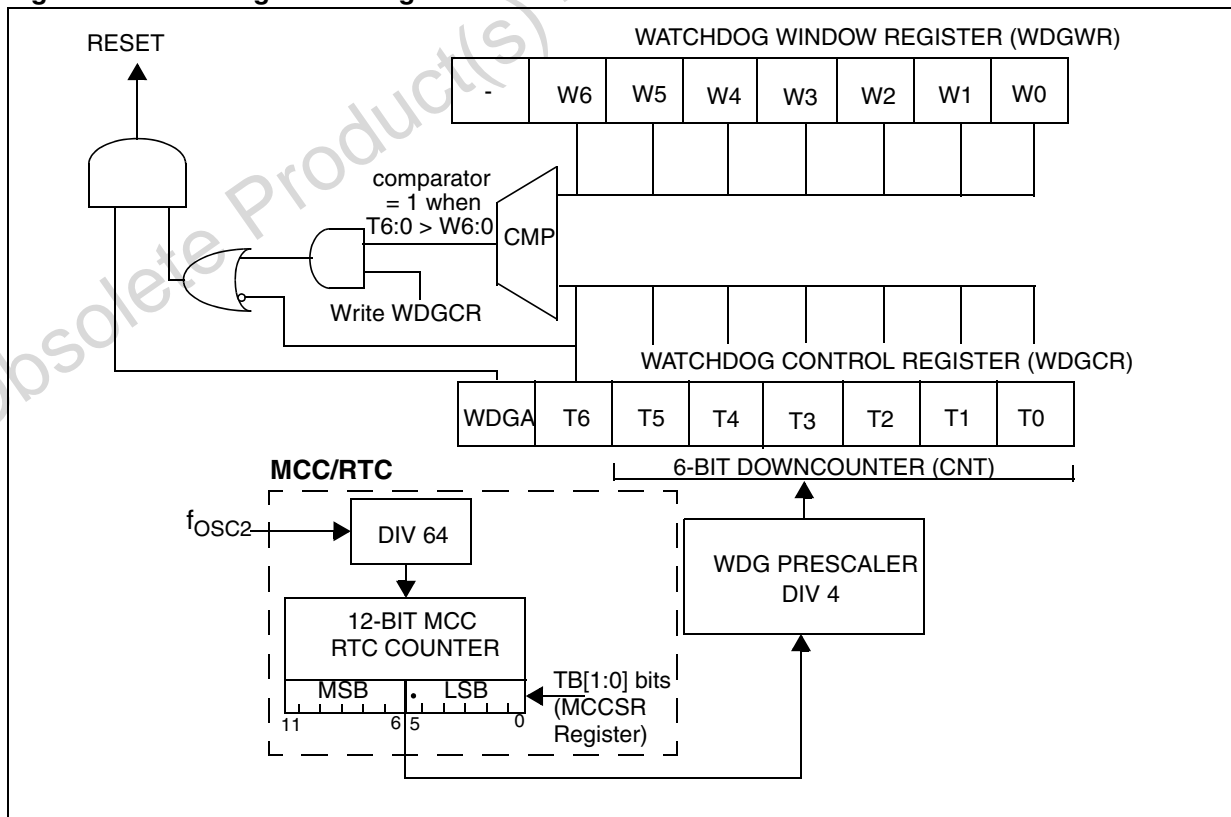 RESET
WATCHDOG WINDOW REGISTER (WDGWR)
- W6 W5 W4 W3 W2 W1 W0
comparator
= 1 when
T6:0 > W6:0
CMP
Write WDGCR
WATCHDOG CONTROL REGISTER (WDGCR)
WDGA T6 T5 T4 T3 T2 T1 T0
6-BIT DOWNCOUNTER (CNT)
MCC/RTC
fOSC2
DIV 64
WDG PRESCALER
DIV 4
12-BIT MCC
RTC COUNTER
MSB LSB
11 6 5 0
TB[1:0] bits
(MCCSR
Register)
bsolete Product(s)